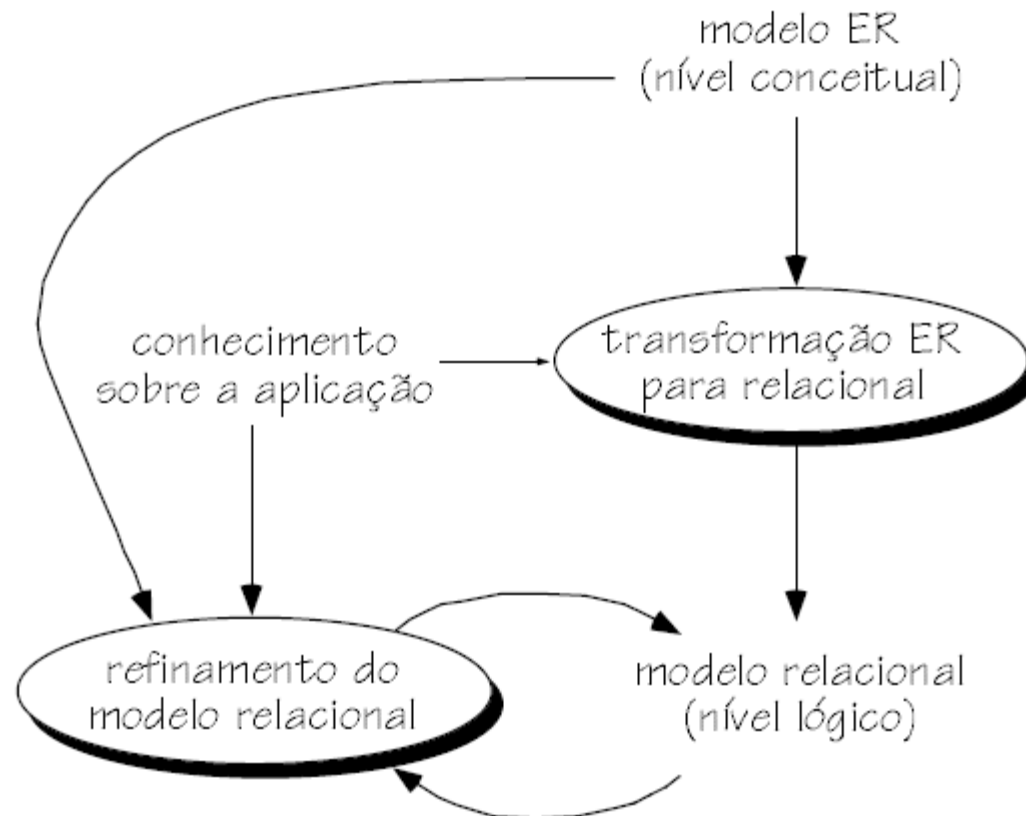 modelo ER
(nível conceitual)
conhecimento
sobre a aplicação
transformação ER
para relacional
refinamento do
modelo relacional
modelo relacional
(nível lógico)